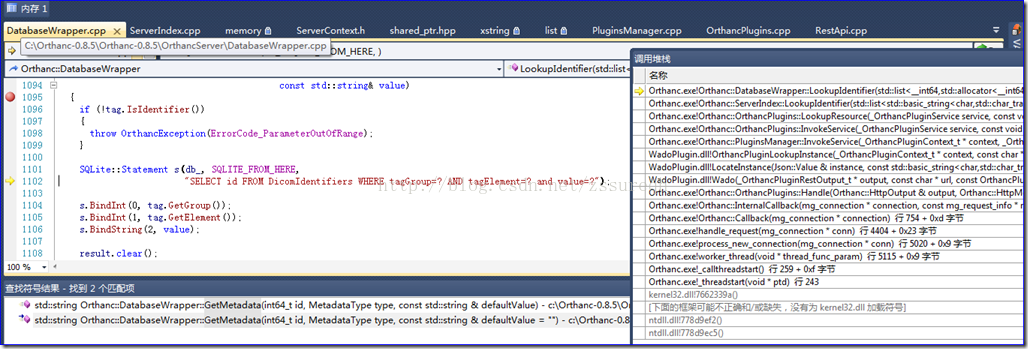 内存 1
DatabaseWrapper.cpp ServerIndex.cpp memory ServerContext.h shared_ptr.hpp xstring list PluginsManager.cpp OrthancPlugins.cpp RestApi.cpp
C:\Orthanc-0.8.5\Orthanc-0.8.5\OrthancServer\DatabaseWrapper.cpp
OM_HERE, )
Orthanc::DatabaseWrapper
LookupIdentifier(std::list<
1094 const std::string& value)
1095 {
1096 if (!tag.IsIdentifier())
1097 {
1098 throw OrthancException(ErrorCode_ParameterOutOfRange);
1099 }
1100
1101 SQLite::Statement s(db_, SQLITE_FROM_HERE,
1102 "SELECT id FROM DicomIdentifiers WHERE tagGroup=? AND tagElement=? and value=?");
1103
1104 s.BindInt(0, tag.GetGroup());
1105 s.BindInt(1, tag.GetElement());
1106 s.BindString(2, value);
1107
1108 result.clear();
100 %
查找符号结果 - 找到 2 个匹配项
std::string Orthanc::DatabaseWrapper::GetMetadata(int64_t id, MetadataType type, const std::string & defaultValue) - c:\Orthanc-0.8.5\Or
std::string Orthanc::DatabaseWrapper::GetMetadata(int64_t id, MetadataType type, const std::string & defaultValue = "") - c:\Orthanc-0.8
调用堆栈
名称
Orthanc.exe!Orthanc::DatabaseWrapper::LookupIdentifier(std::list<__int64,std::allocator<__int64
Orthanc.exe!Orthanc::ServerIndex::LookupIdentifier(std::list<std::basic_string<char,std::char_tra
Orthanc.exe!Orthanc::OrthancPlugins::LookupResource(_OrthancPluginService service, const void
Orthanc.exe!Orthanc::OrthancPlugins::InvokeService(_OrthancPluginService service, const void
Orthanc.exe!Orthanc::PluginsManager::InvokeService(_OrthancPluginContext_t * context, _Orthan
WadoPlugin.dll!OrthancPluginLookupInstance(_OrthancPluginContext_t * context, const char *
WadoPlugin.dll!LocateInstance(Json::Value & instance, const std::basic_string<char,std::char_tra
WadoPlugin.dll!Wado(_OrthancPluginRestOutput_t * output, const char * url, const OrthancPlu
Orthanc.exe!Orthanc::OrthancPlugins::Handle(Orthanc::HttpOutput & output, Orthanc::HttpM
Orthanc.exe!Orthanc::InternalCallback(mg_connection * connection, const mg_request_info * r
Orthanc.exe!Orthanc::Callback(mg_connection * connection) 行 754 + 0xd 字节
Orthanc.exe!handle_request(mg_connection * conn) 行 4404 + 0x23 字节
Orthanc.exe!process_new_connection(mg_connection * conn) 行 5020 + 0x9 字节
Orthanc.exe!worker_thread(void * thread_func_param) 行 5115 + 0x9 字节
Orthanc.exe!_callthreadstart() 行 259 + 0xf 字节
Orthanc.exe!_threadstart(void * ptd) 行 243
kernel32.dll!7662339a()
[下面的框架可能不正确和/或缺失，没有为 kernel32.dll 加载符号]
ntdll.dll!778d9ef2()
ntdll.dll!778d9ec5()